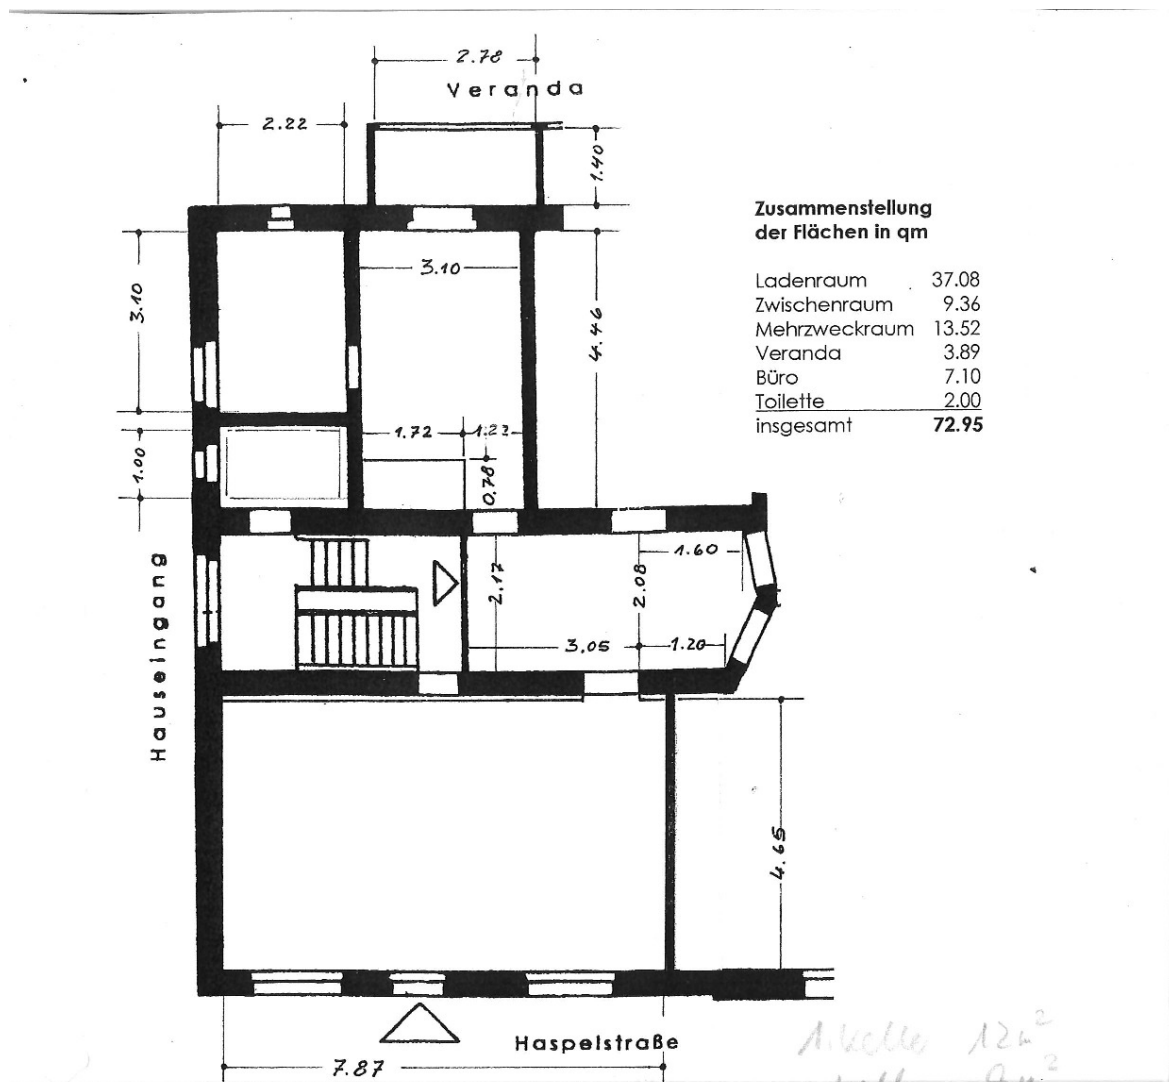 2.78
Veranda
2.22
1.40
Zusammenstellung
der Flächen in qm
3.10
3.10
4.46
Ladenraum 37.08
Zwischenraum 9.36
Mehrzweckraum 13.52
Veranda 3.89
Büro 7.10
Toilette 2.00
insgesamt 72.95
1.72
1.22
1.00
0.78
Hauseingang
2.17
2.08
1.60
3.05
1.20
4.65
Haspelstraße
7.87
12 m²